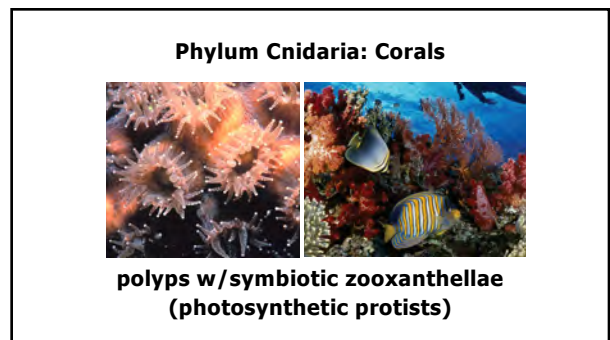 Phylum Cnidaria: Corals
polyps w/symbiotic zooxanthellae
(photosynthetic protists)